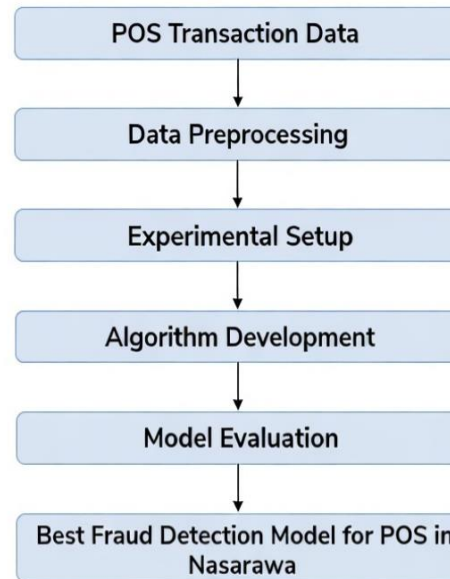 POS Transaction Data
Data Preprocessing
Experimental Setup
Algorithm Development
Model Evaluation
Best Fraud Detection Model for POS in
Nasarawa